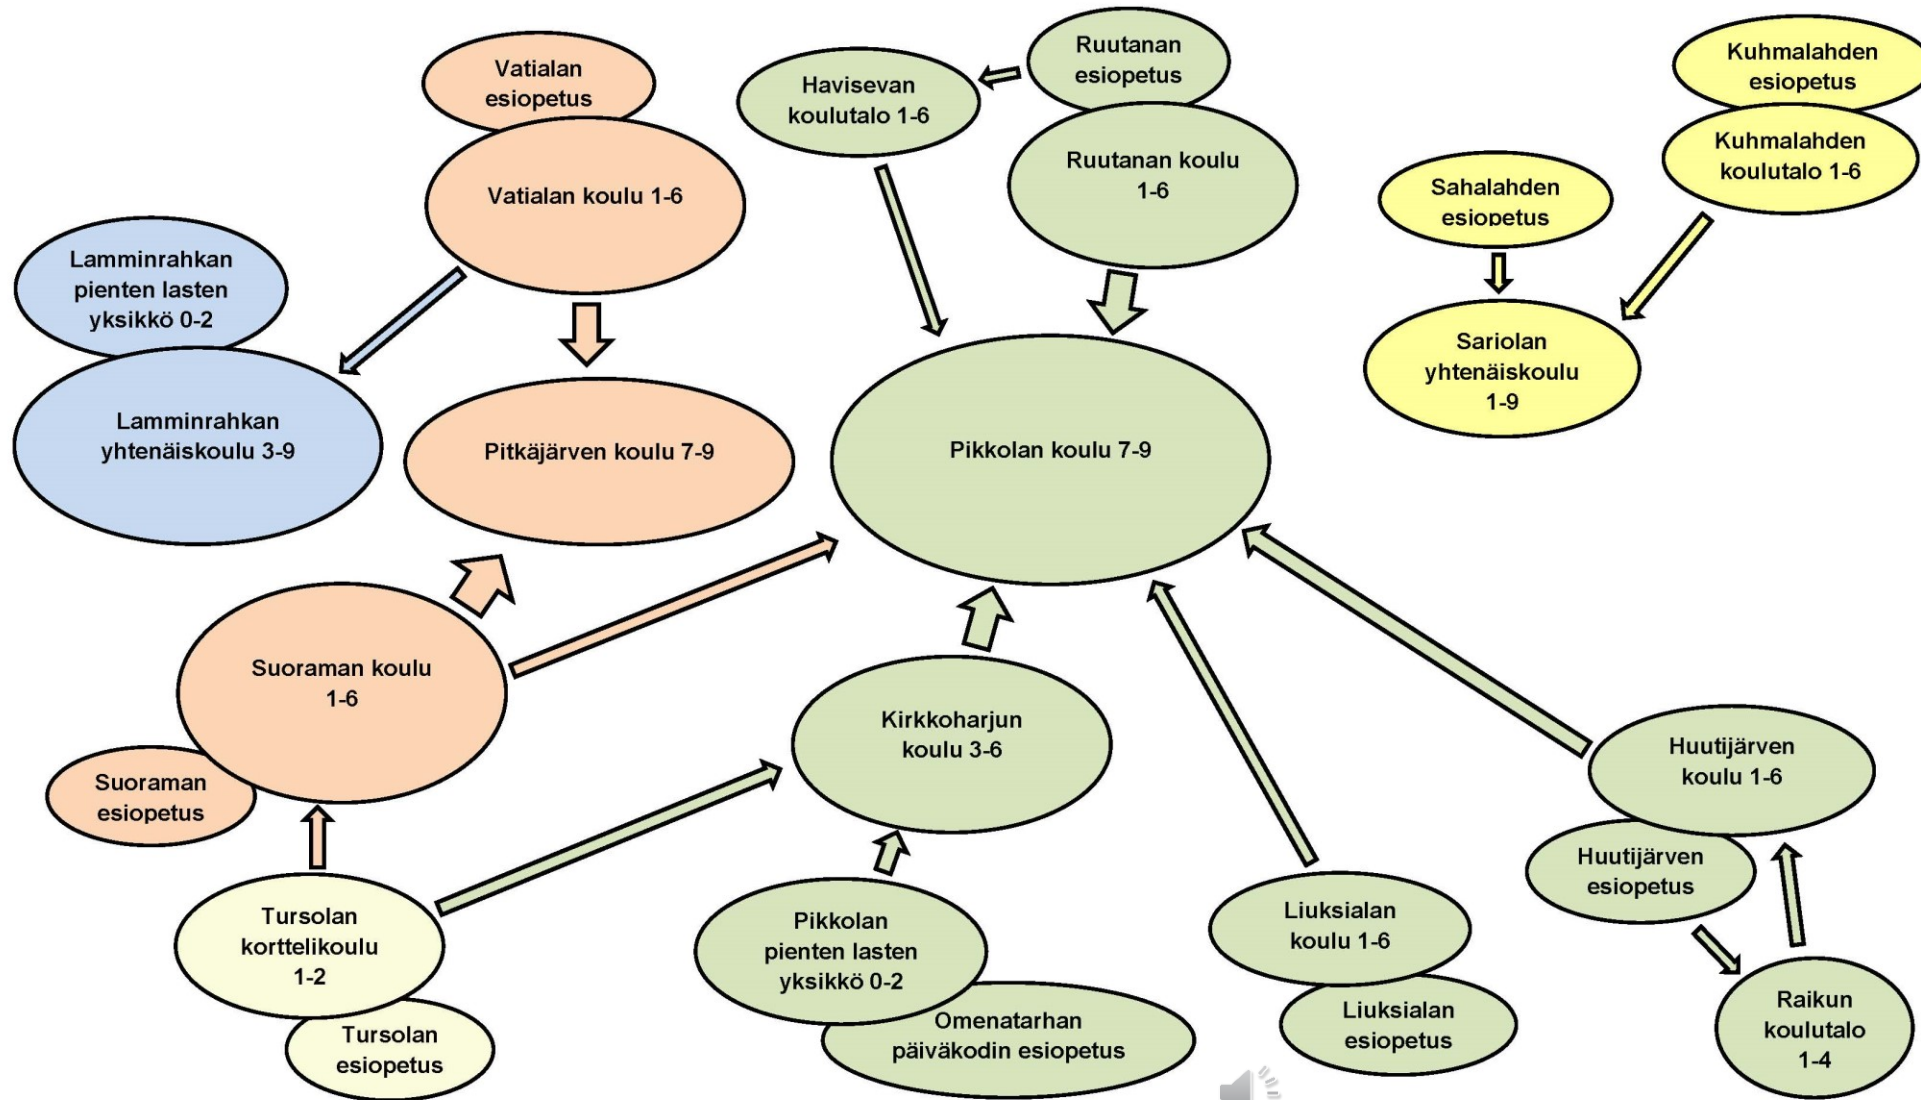 Vatialan
esiopetus
Vatialan koulu 1-6
Havisevan
koulutalo 1-6
Ruutanan
esiopetus
Ruutanan koulu
1-6
Kuhmalahden
esiopetus
Kuhmalahden
koulutalo 1-6
Sahalahden
esiopetus
Sariolan
yhtenäiskoulu
1-9
Lamminrahkan
pienten lasten
yksikkö 0-2
Lamminrahkan
yhtenäiskoulu 3-9
Pitkäjärven koulu 7-9
Pikkolan koulu 7-9
Suoraman koulu
1-6
Suoraman
esiopetus
Kirkkoharjun
koulu 3-6
Huutijärven
koulu 1-6
Huutijärven
esiopetus
Tursolan
korttelikoulu
1-2
Tursolan
esiopetus
Pikkolan
pienten lasten
yksikkö 0-2
Omenatarhan
päiväkodin esiopetus
Liuksialan
koulu 1-6
Liuksialan
esiopetus
Raikun
koulutalo
1-4